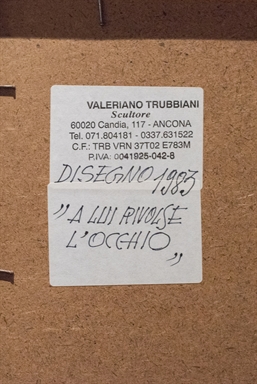 VALERIANO TRUBBIANI
Scultore
60020 Candia, 117 - ANCONA
Tel. 071.804181 - 0337.631522
C.F.: TRB VRN 37T02 E783M
P.IVA: 0041925-042-8
DISEGNO 1983
"A LUI RIVOLSE
L'OCCHIO"